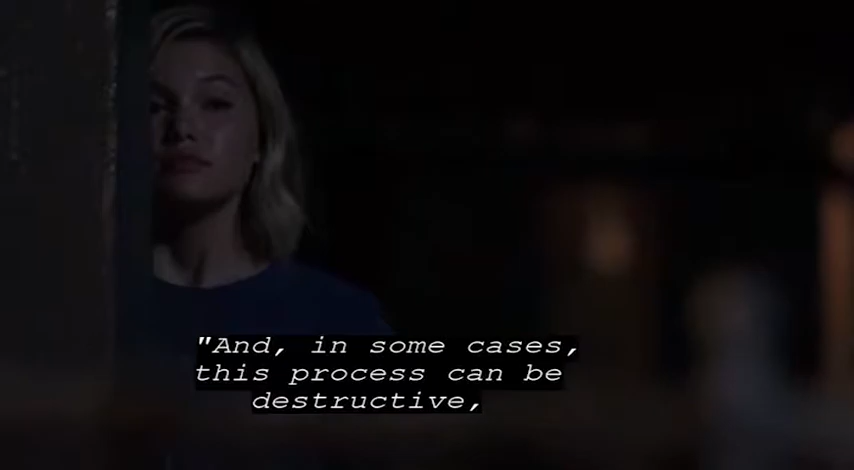 "And, in some cases,
this process can be
destructive,